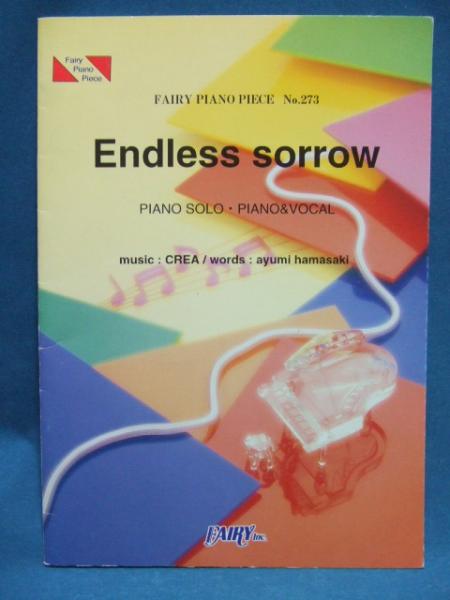 Fairy
Piano
Piece
FAIRY PIANO PIECE No.273
Endless sorrow
PIANO SOLO・PIANO&VOCAL
music : CREA / words : ayumi hamasaki
FAIRY Inc.